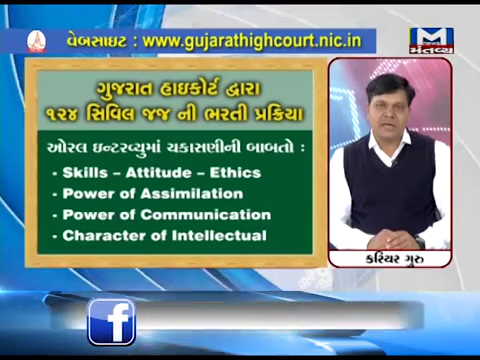 વેબસાઇટ : www.gujarathighcourt.nic.in
મંતવ્ય
ગુજરાત હાઇકોર્ટ દ્વારા
૧૨૪ સિવિલ જજ ની ભરતી પ્રક્રિયા
ઓરલ ઇન્ટરવ્યુમાં ચકાસણીની બાબતો :
- Skills – Attitude – Ethics
- Power of Assimilation
- Power of Communication
- Character of Intellectual
કરિયર ગુરુ
f